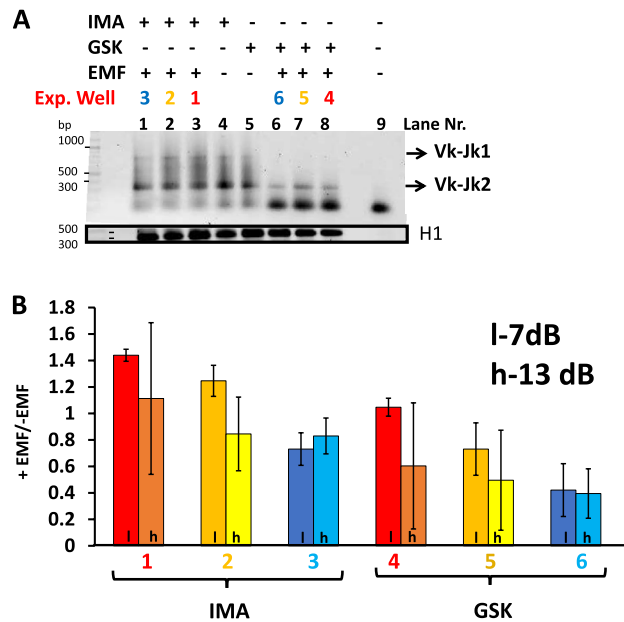 A
IMA + + + + - - - - -
GSK - - - - + + + + -
EMF + + + - - + + + -
Exp. Well 3 2 1 6 5 4
bp 1 2 3 4 5 6 7 8 9 Lane Nr.
1000 Vk-Jk1
500
300 Vk-Jk2
500 H1
300
B
+ EMF/-EMF
1.8
1.6
1.4
1.2
1
0.8
0.6
0.4
0.2
0
l-7dB
h-13 dB
l h l h l h l h l h l h
1 2 3 4 5 6
IMA GSK